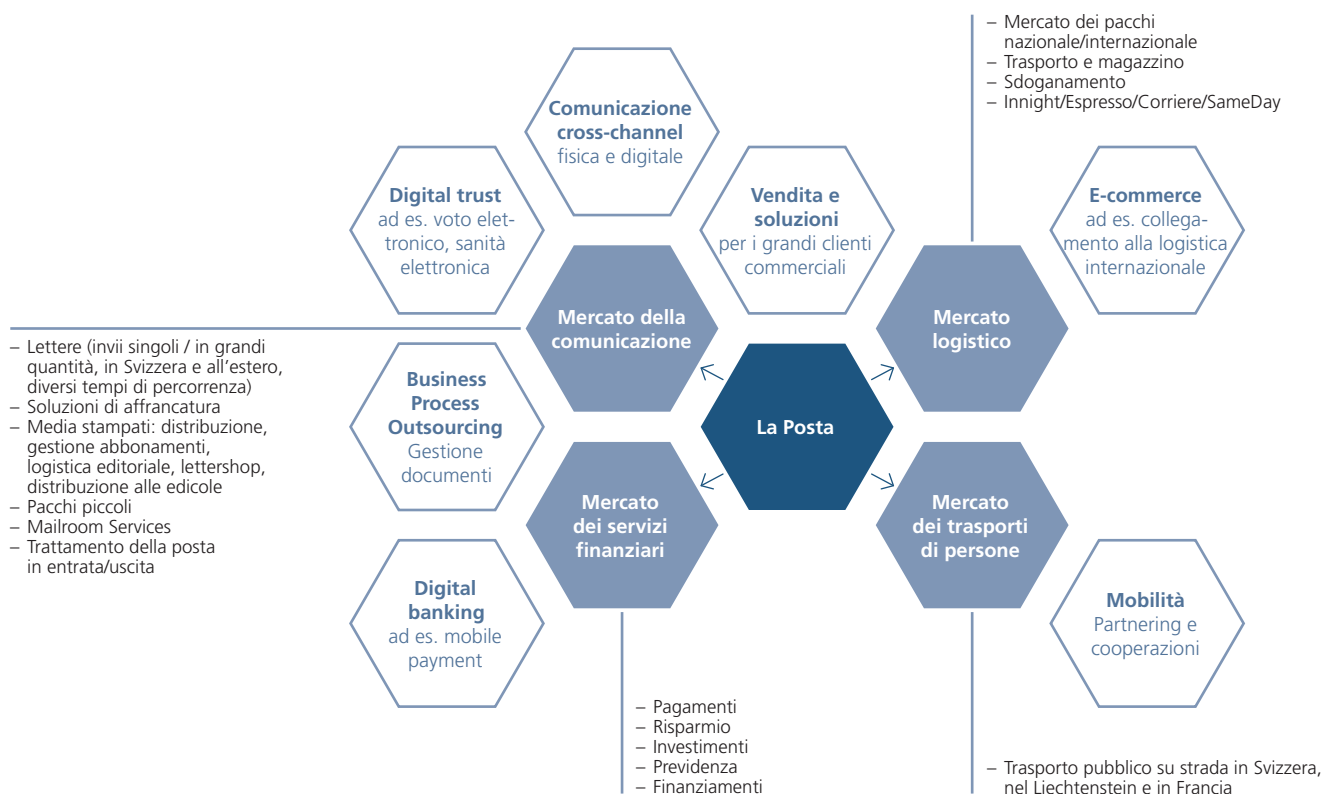 – Mercato dei pacchi
nazionale/internazionale
– Trasporto e magazzino
– Sdoganamento
– Innight/Espresso/Corriere/SameDay
Comunicazione
cross-channel
fisica e digitale
Digital trust
ad es. voto elet-
tronico, sanità
elettronica
Vendita e
soluzioni
per i grandi clienti
commerciali
E-commerce
ad es. collega-
mento alla logistica
internazionale
Mercato della
comunicazione
Mercato
logistico
– Lettere (invii singoli / in grandi
quantità, in Svizzera e all’estero,
diversi tempi di percorrenza)
– Soluzioni di affrancatura
– Media stampati: distribuzione,
gestione abbonamenti,
logistica editoriale, lettershop,
distribuzione alle edicole
– Pacchi piccoli
– Mailroom Services
– Trattamento della posta
in entrata/uscita
Business
Process
Outsourcing
Gestione
documenti
La Posta
Mercato
dei servizi
finanziari
Mercato
dei trasporti
di persone
Digital
banking
ad es. mobile
payment
Mobilità
Partnering e
cooperazioni
– Pagamenti
– Risparmio
– Investimenti
– Previdenza
– Finanziamenti
– Trasporto pubblico su strada in Svizzera,
nel Liechtenstein e in Francia